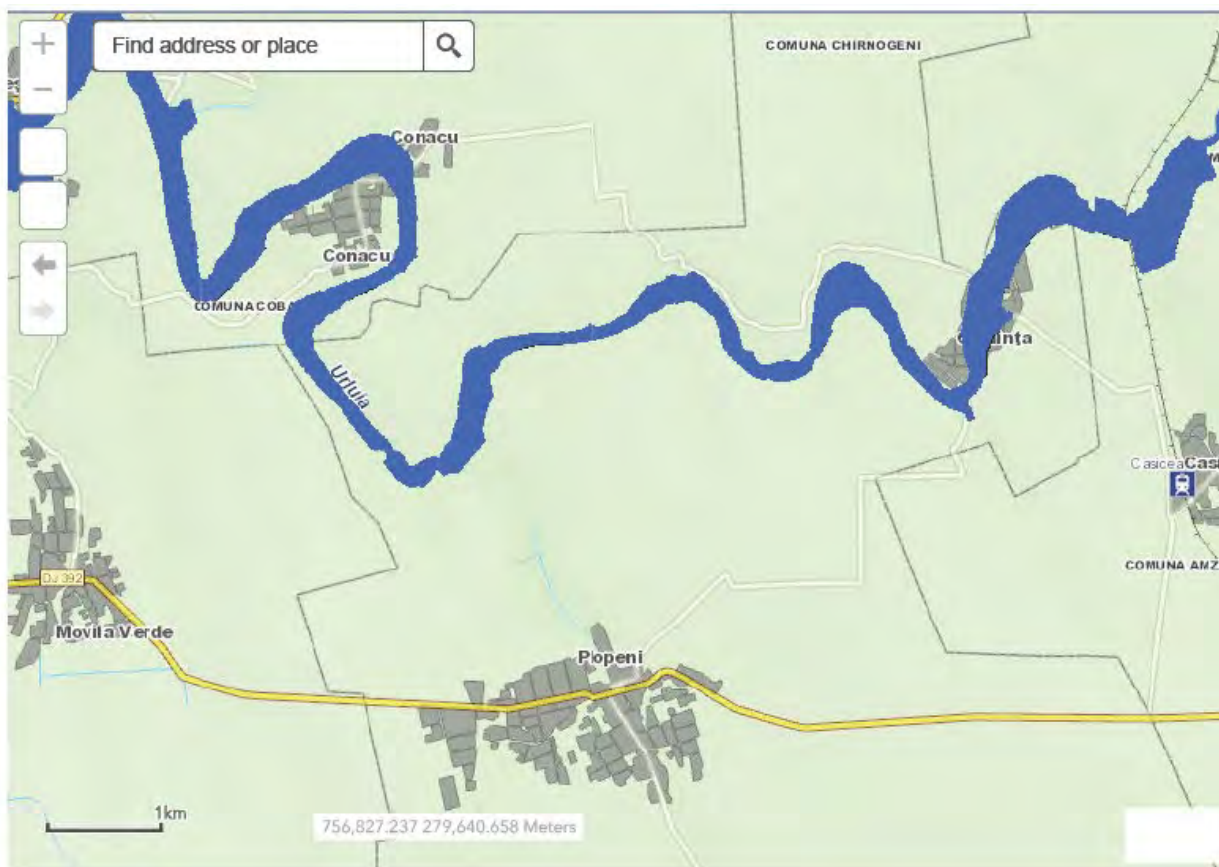 +
Find address or place
COMUNA CHIRNOGENI
−
Conacu
Conacu
COMUNA COBA
Urluia
Casicea
DJ 392
COMUNA AMZ
Movila Verde
Plopeni
1km
756,827.237 279,640.658 Meters